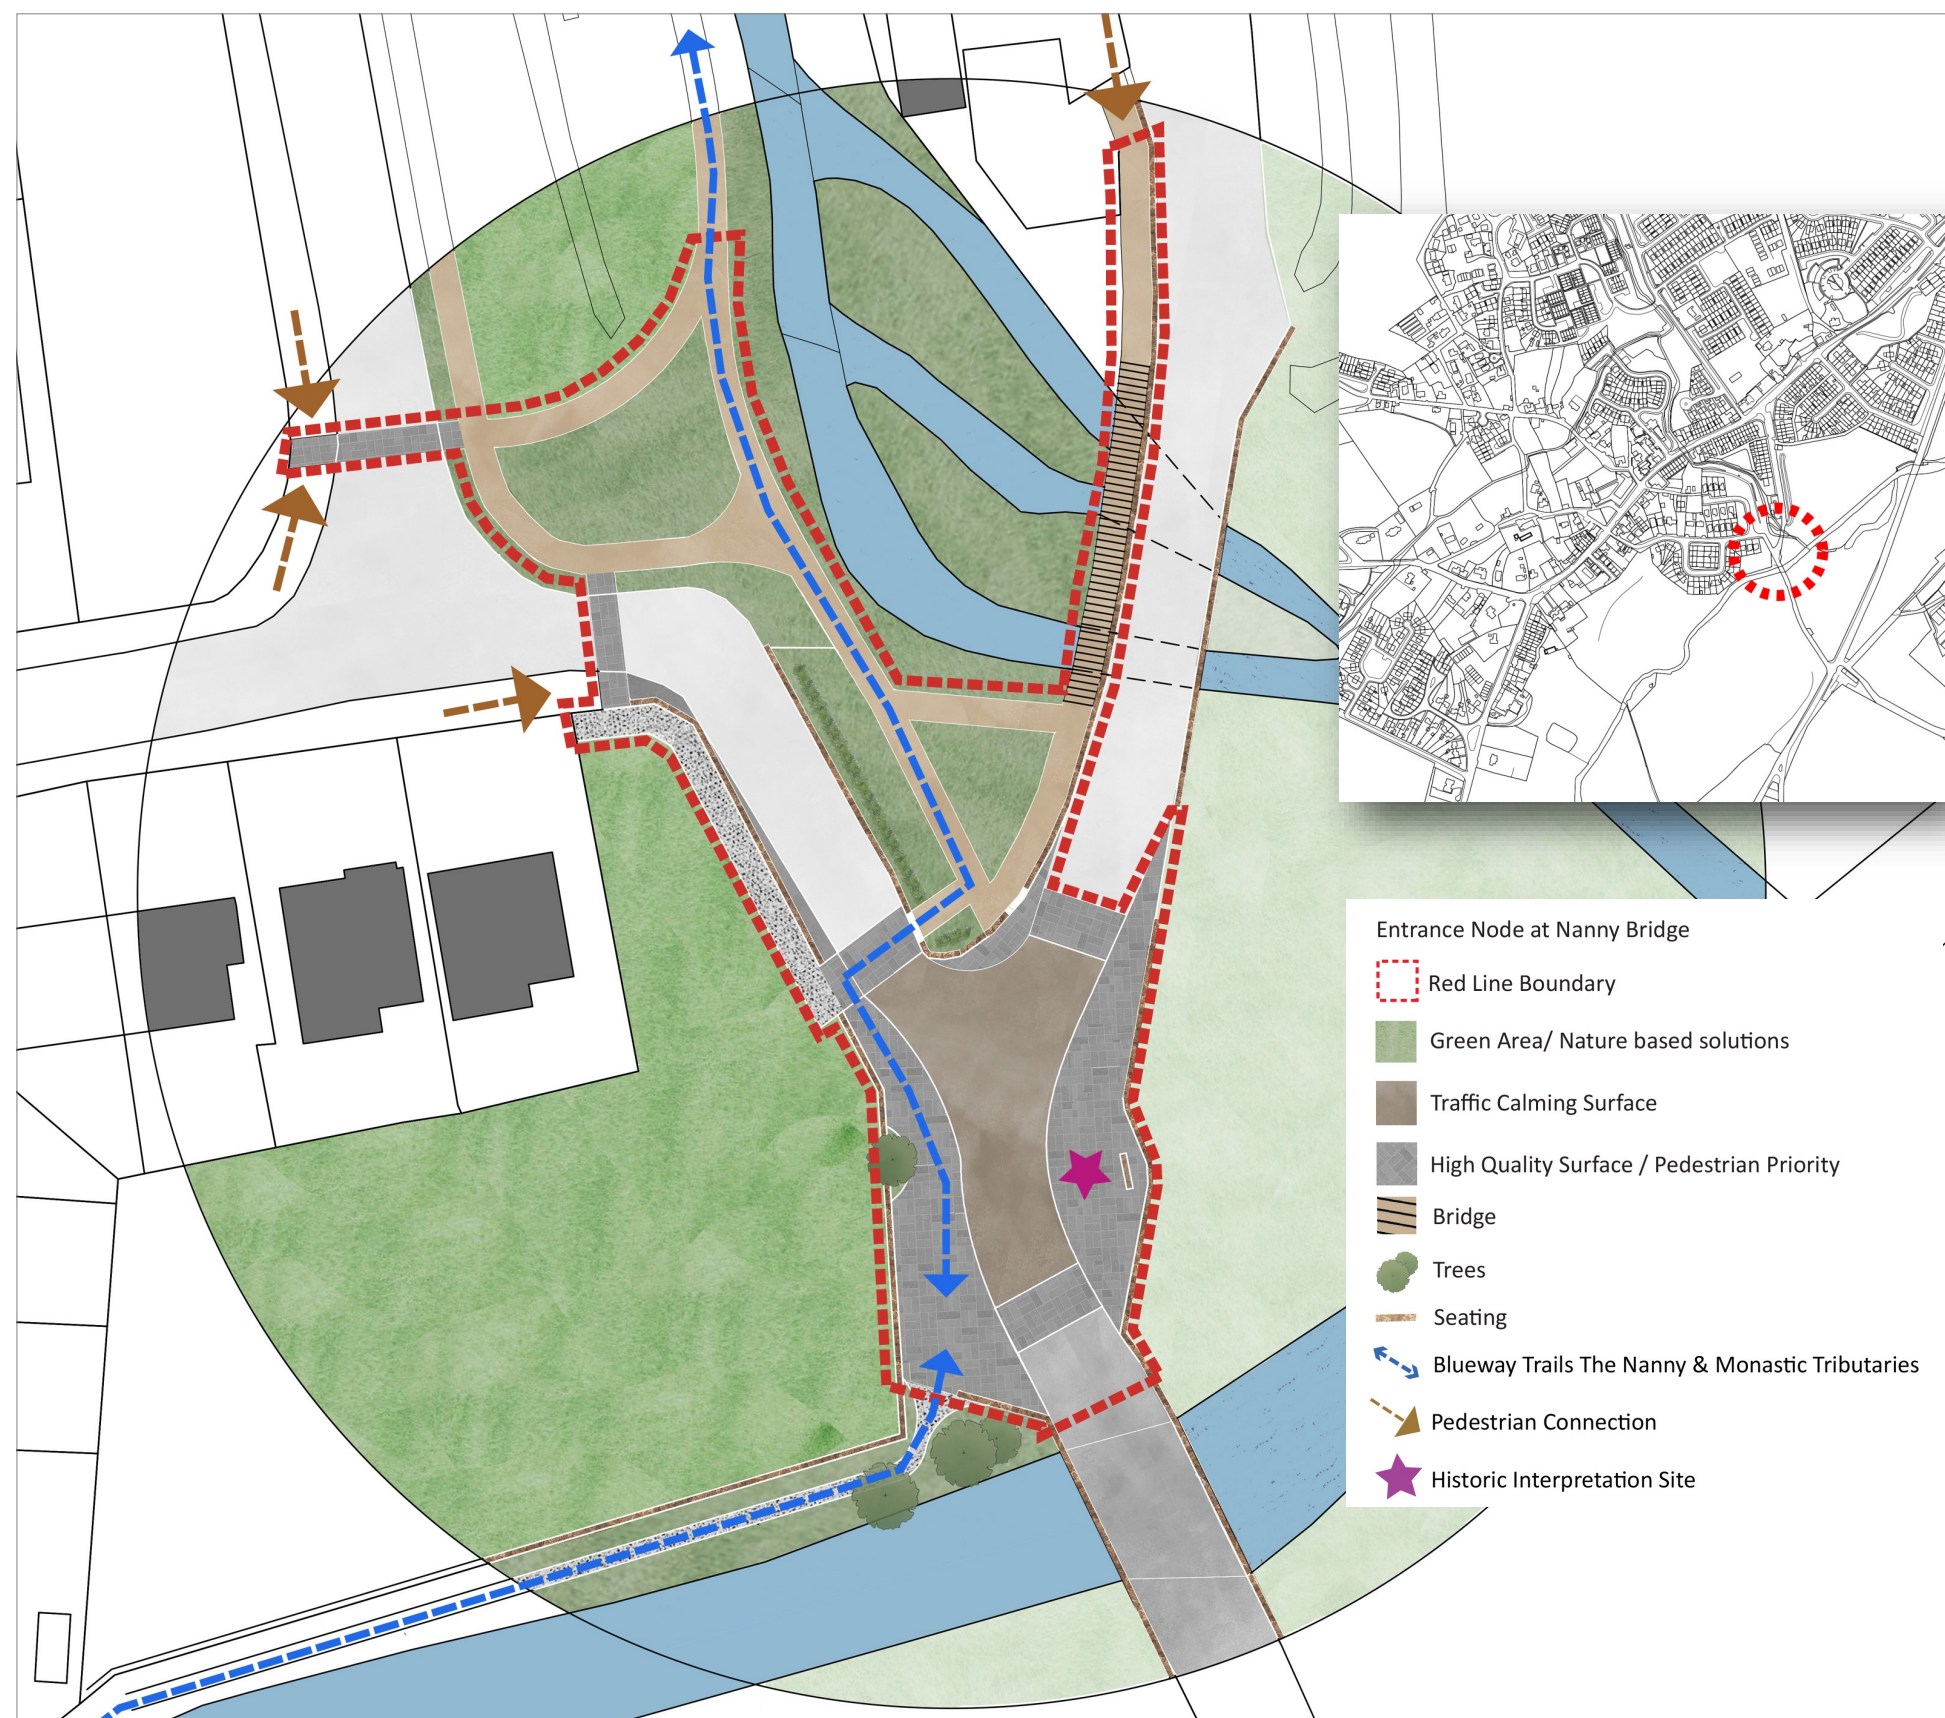 Entrance Node at Nanny Bridge
Red Line Boundary
Green Area/ Nature based solutions
Traffic Calming Surface
High Quality Surface / Pedestrian Priority
Bridge
Trees
Seating
Blueway Trails The Nanny & Monastic Tributaries
Pedestrian Connection
Historic Interpretation Site